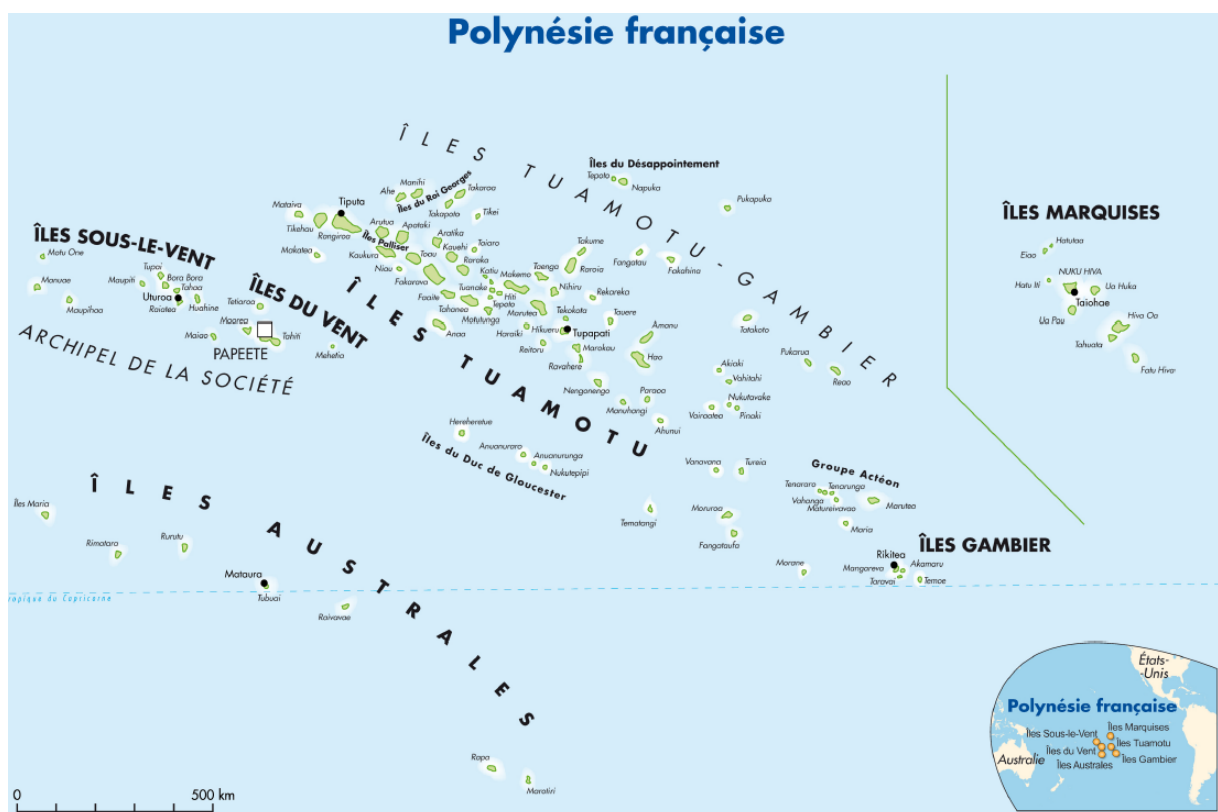 Polynésie française
ÎLES TUAMOTU-GAMBIER
Îles du Désappointement
Tepoto
Napuka
Pukapuka
Manihi
Ahe
Îles du Roi Georges
Takaroa
Takapoto
Tikei
Tiputa
Mataiva
Tikehau
Rangiroa
Arutua
Apataki
Îles Palliser
Aratika
Kauehi
Taiaro
Makatea
Kaukura
Toau
Raraka
Niau
Fakarava
Katiu
Makemo
Taenga
Takume
Raroia
Fangatau
Fakahina
Tuanake
Hiti
Tepoto
Faaite
Tahanea
Motutunga
Nihiru
Rekareka
Marutea
Tekokota
Tauere
Anaa
Haraiki
Hikueru
Tupapati
Reitoru
Marokau
Ravahere
Amanu
Hao
Tatakoto
Pukarua
Reao
Akiaki
Vahitahi
Nengonengo
Paraoa
Manuhangi
Ahunui
Vairaatea
Nukutavake
Pinaki
ÎLES TUAMOTU
ÎLES SOUS-LE-VENT
Motu One
Manuae
Maupihaa
Maupiti
Tupai
Bora Bora
Tahaa
Uturoa
Raiatea
Huahine
ÎLES DU VENT
Tetiaroa
Moorea
Maiao
Tahiti
PAPEETE
Mehetia
ARCHIPEL DE LA SOCIÉTÉ
ÎLES MARQUISES
Hatutaa
Eiao
NUKU HIVA
Hatu Iti
Ua Huka
Taiohae
Ua Pou
Hiva Oa
Tahuata
Fatu Hiva
Hereheretue
Anuanuraro
Anuanurunga
Nukutepipi
Îles du Duc de Gloucester
Vanavana
Tureia
Groupe Actéon
Tenararo
Tenarunga
Vahanga
Matureivavao
Marutea
Maria
Tematangi
Moruroa
Fangataufa
Morane
ÎLES GAMBIER
Rikitea
Mangareva
Akamaru
Taravai
Temoe
ÎLES AUSTRALES
Îles Maria
Rimatara
Rurutu
Mataura
Tubuai
Raivavae
Rapa
Marotiri
ropique du Capricorne
0 500 km
États-
-Unis
Polynésie française
Îles Marquises
Îles Sous-le-Vent
Îles Tuamotu
Îles du Vent
Îles Gambier
Îles Australes
Australie